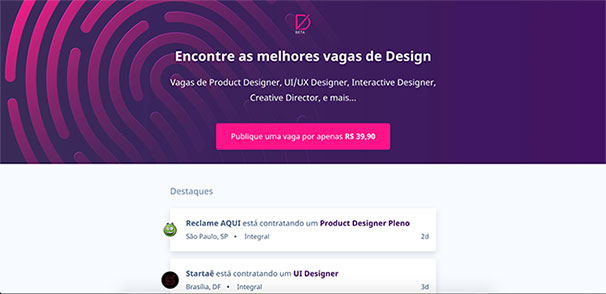 BETA
Encontre as melhores vagas de Design
Vagas de Product Designer, UI/UX Designer, Interactive Designer,
Creative Director, e mais...
Publique uma vaga por apenas R$ 39,90
Destaques
Reclame AQUI está contratando um Product Designer Pleno
São Paulo, SP • Integral 2d
Startaê está contratando um UI Designer
Brasília, DF • Integral 3d